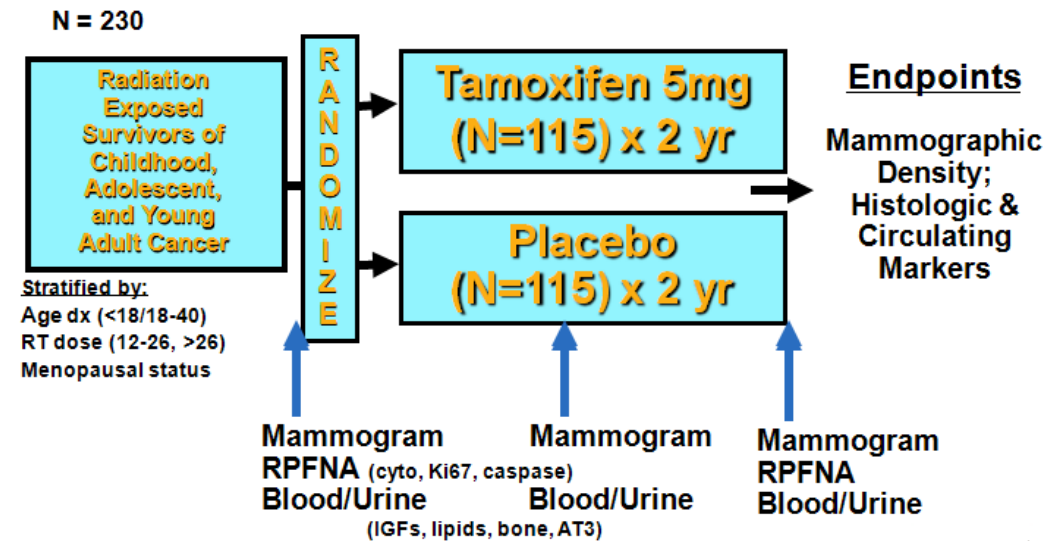 N = 230
Radiation
Exposed
Survivors of
Childhood,
Adolescent,
and Young
Adult Cancer
Stratified by:
Age dx (<18/18-40)
RT dose (12-26, >26)
Menopausal status
R
A
N
D
O
M
I
Z
E
Tamoxifen 5mg
(N=115) x 2 yr
Placebo
(N=115) x 2 yr
Endpoints
Mammographic
Density;
Histologic &
Circulating
Markers
Mammogram
RPFNA (cyto, Ki67, caspase)
Blood/Urine
(IGFs, lipids, bone, AT3)
Mammogram
Blood/Urine
Mammogram
RPFNA
Blood/Urine